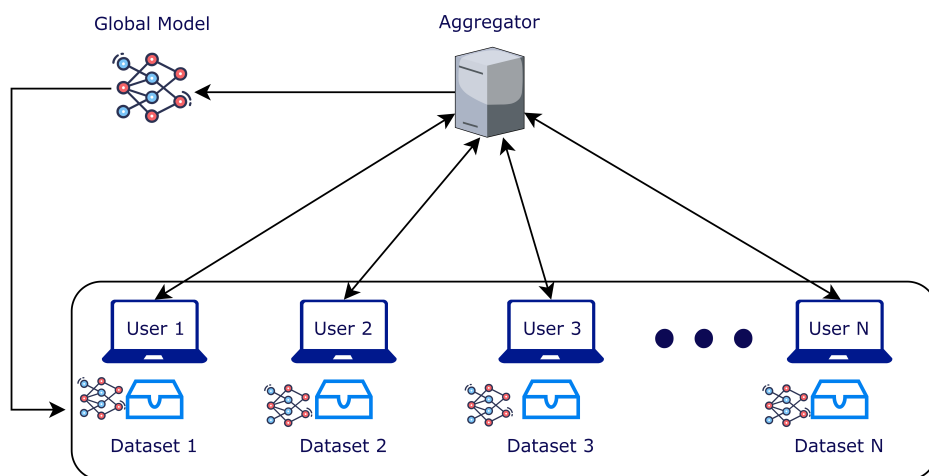 Global Model
Aggregator
User 1
User 2
User 3
User N
Dataset 1
Dataset 2
Dataset 3
Dataset N